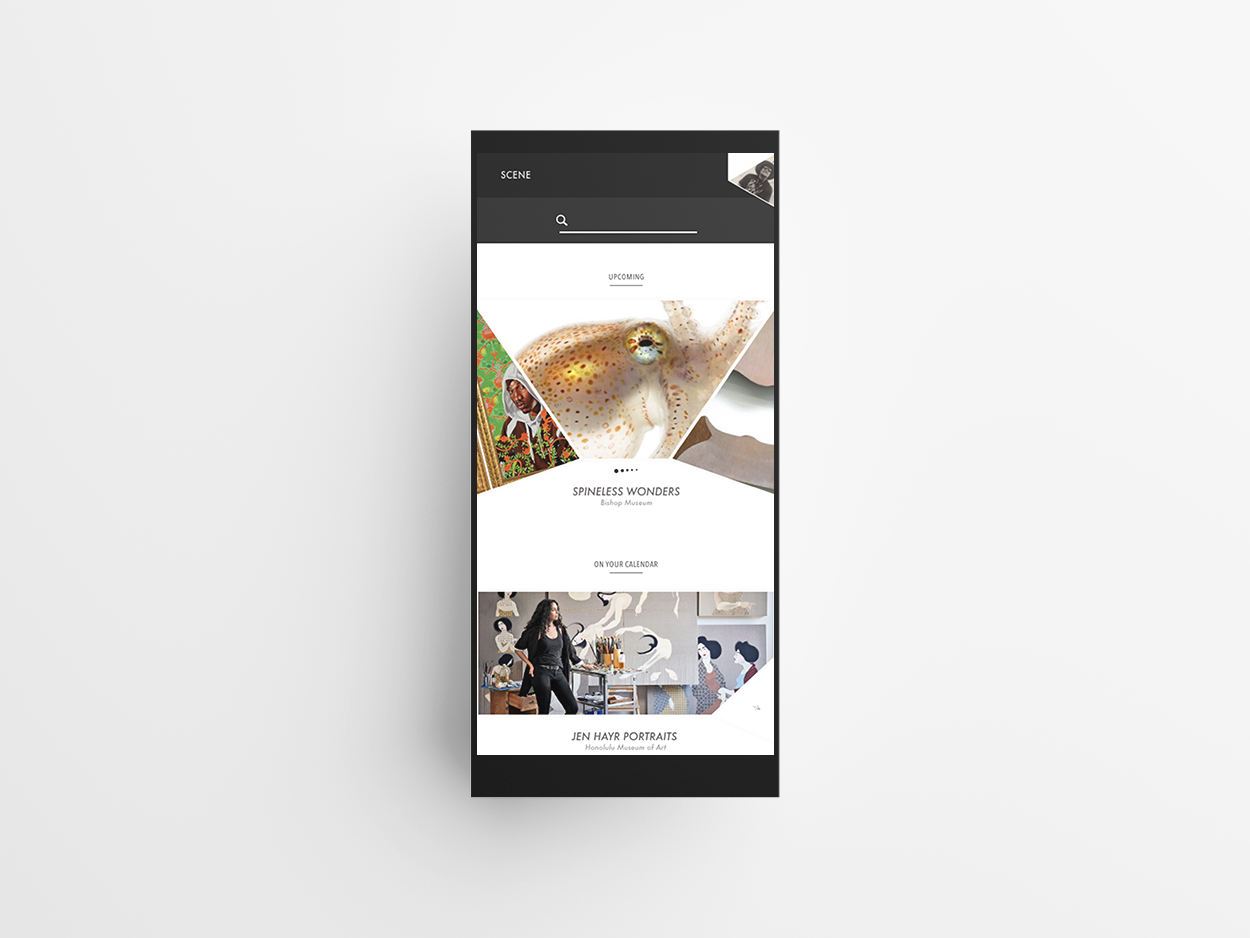 SCENE
UPCOMING
SPINELESS WONDERS
Bishop Museum
ON YOUR CALENDAR
JEN HAYR PORTRAITS
Honolulu Museum of Art